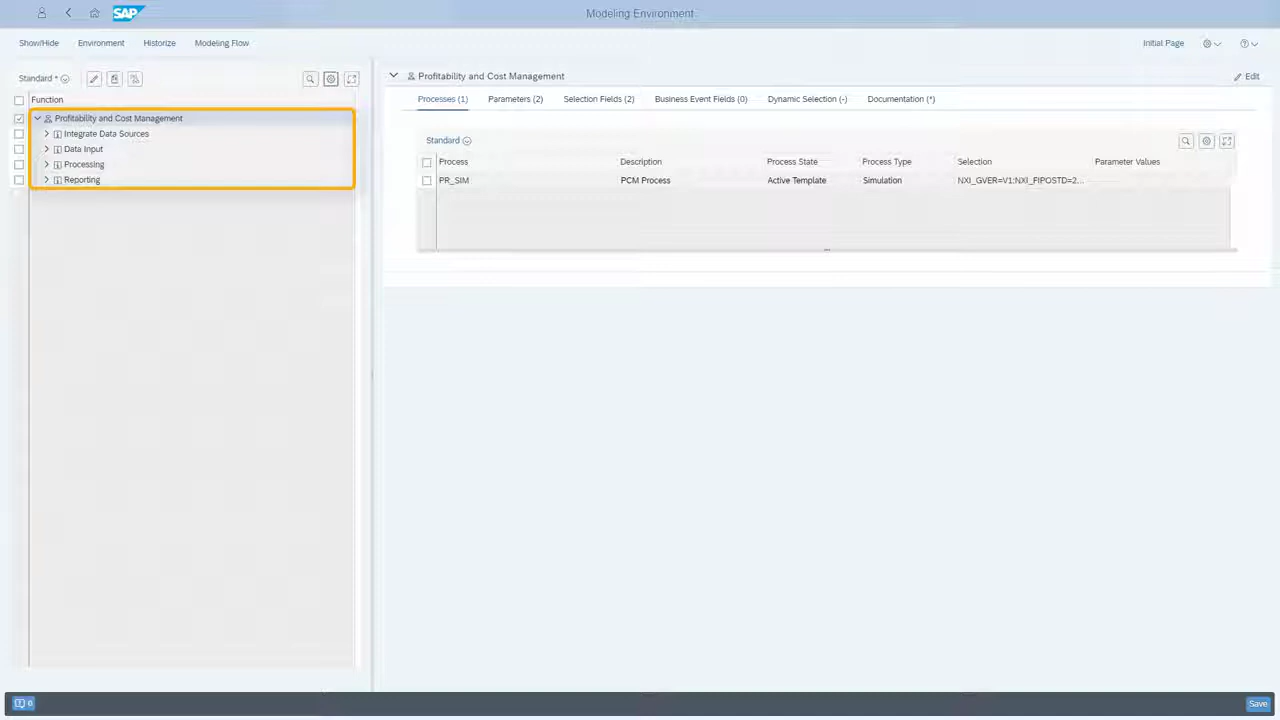 SAP
Modeling Environment
Show/Hide Environment Historize Modeling Flow Initial Page
Standard *
Function
Profitability and Cost Management
Integrate Data Sources
Data Input
Processing
Reporting
Profitability and Cost Management Edit
Processes (1) Parameters (2) Selection Fields (2) Business Event Fields (0) Dynamic Selection (-) Documentation (*)
Standard
Process Description Process State Process Type Selection Parameter Values
PR_SIM PCM Process Active Template Simulation NXI_GVER=V1;NXI_FIPOSTD=2...
0 Save